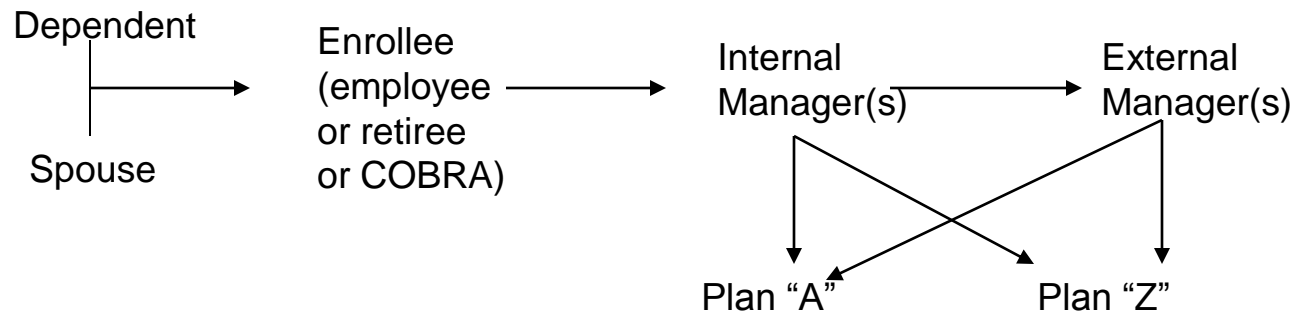 Dependent
Spouse
Enrollee
(employee
or retiree
or COBRA)
Internal
Manager(s)
External
Manager(s)
Plan “A”
Plan “Z”